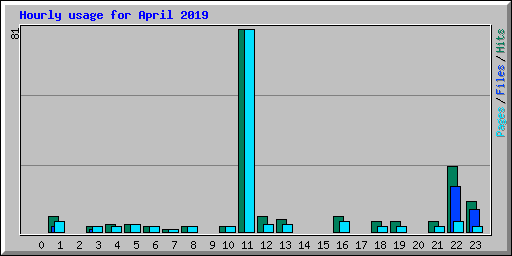 Hourly usage for April 2019
81
Pages/Files/Hits
0 1 2 3 4 5 6 7 8 9 10 11 12 13 14 15 16 17 18 19 20 21 22 23